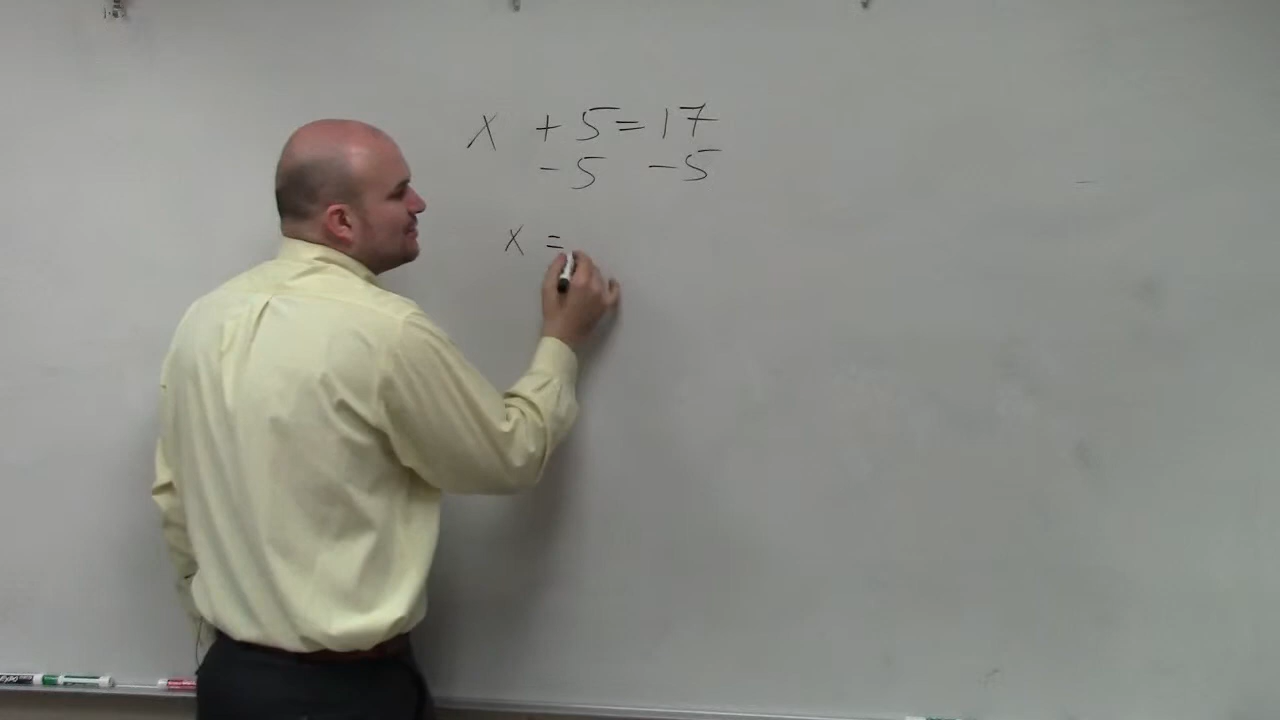 x + 5 = 17
-5 -5
x =